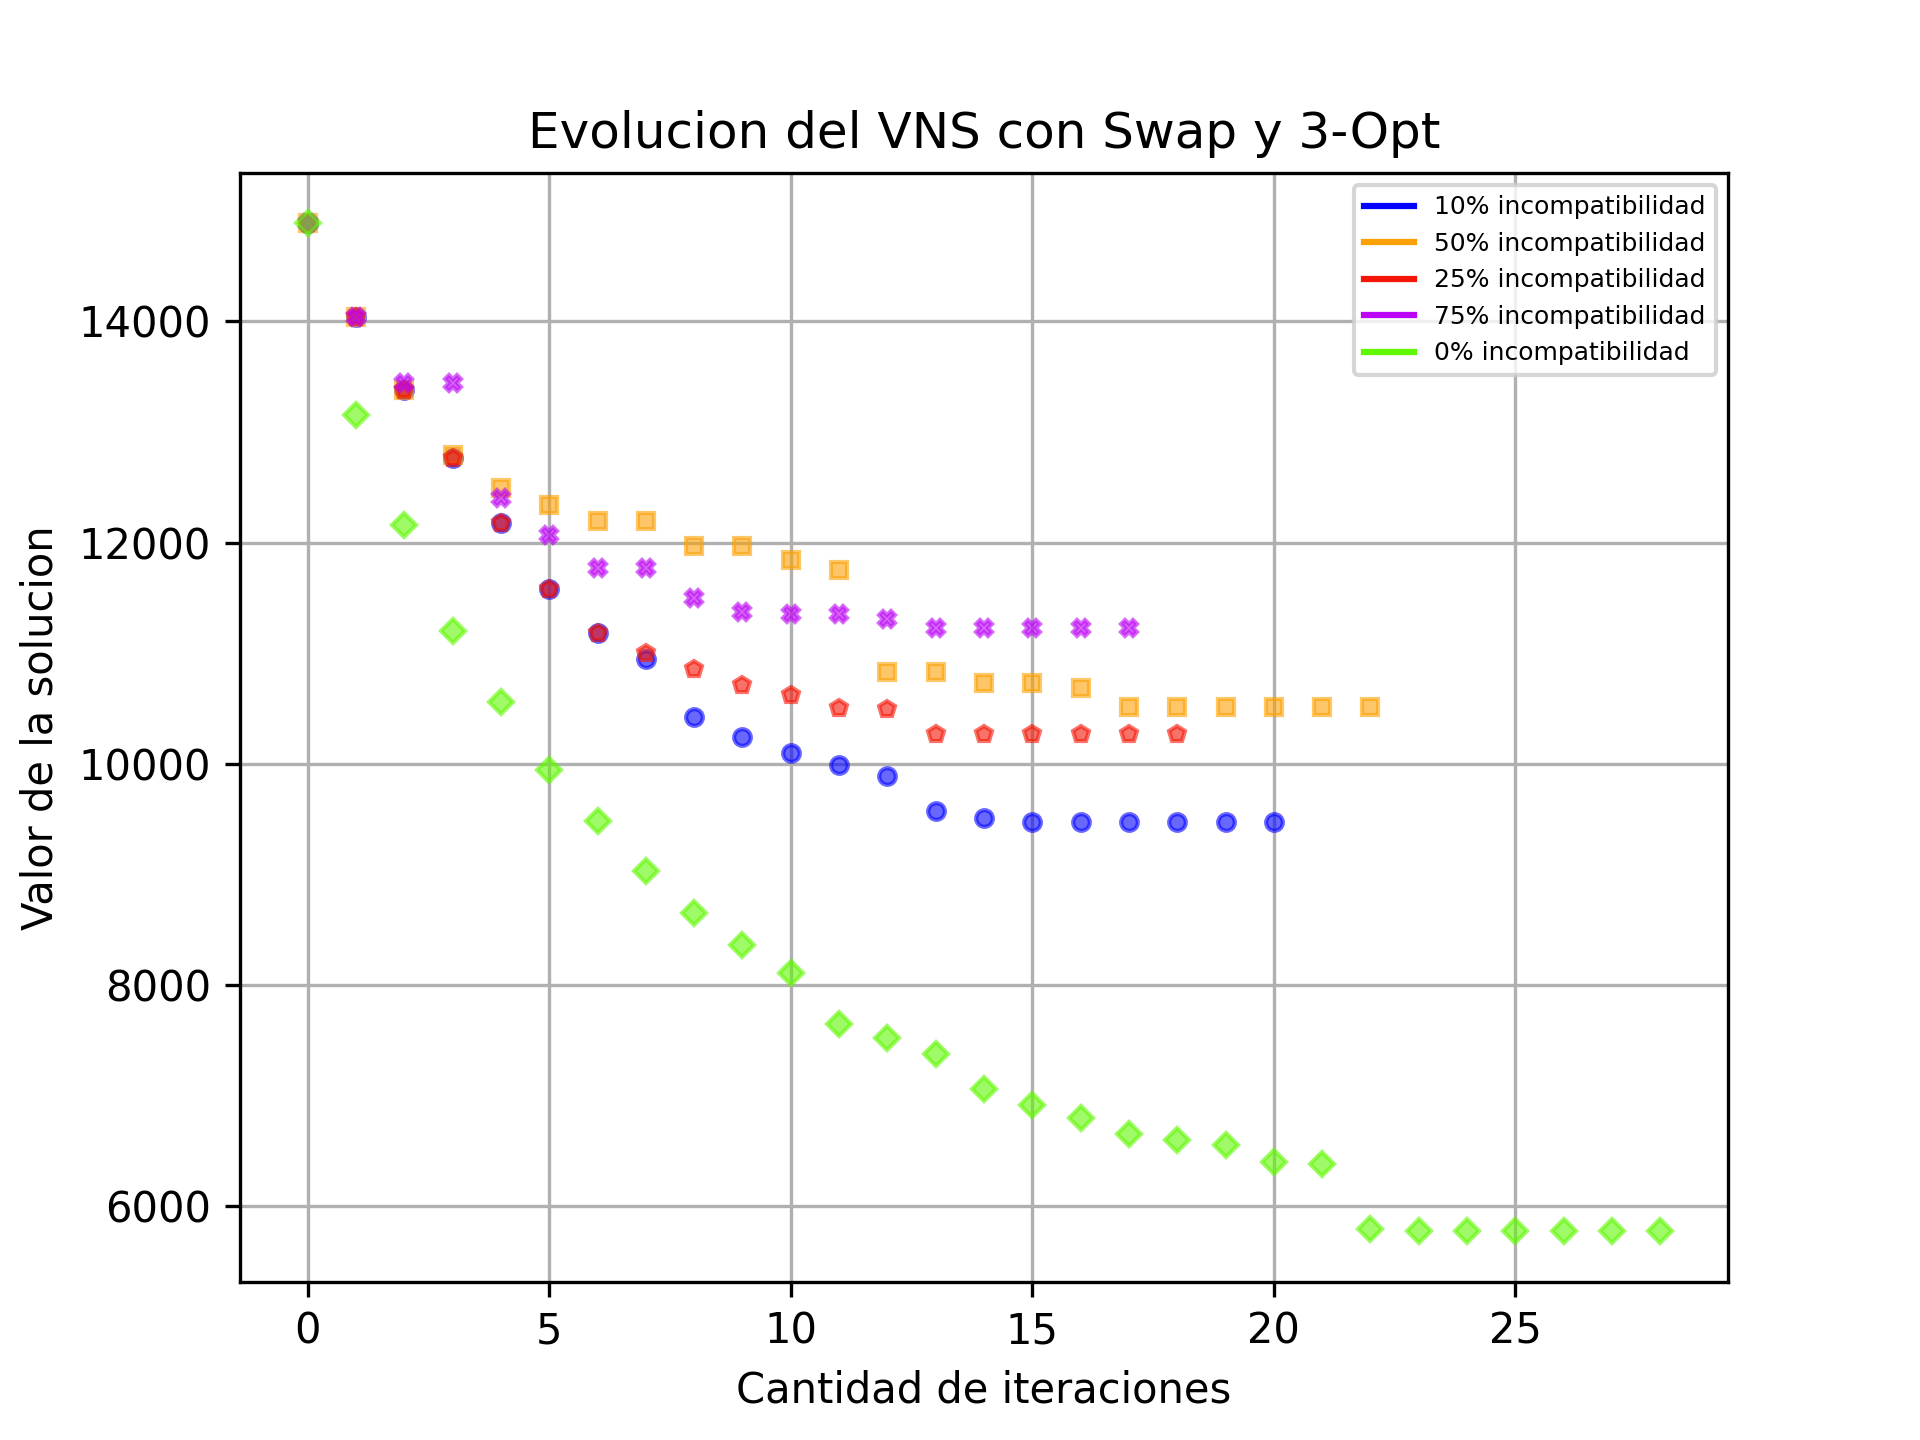 Evolucion del VNS con Swap y 3-Opt
10% incompatibilidad
50% incompatibilidad
25% incompatibilidad
75% incompatibilidad
0% incompatibilidad
Valor de la solucion
14000
12000
10000
8000
6000
0 5 10 15 20 25
Cantidad de iteraciones